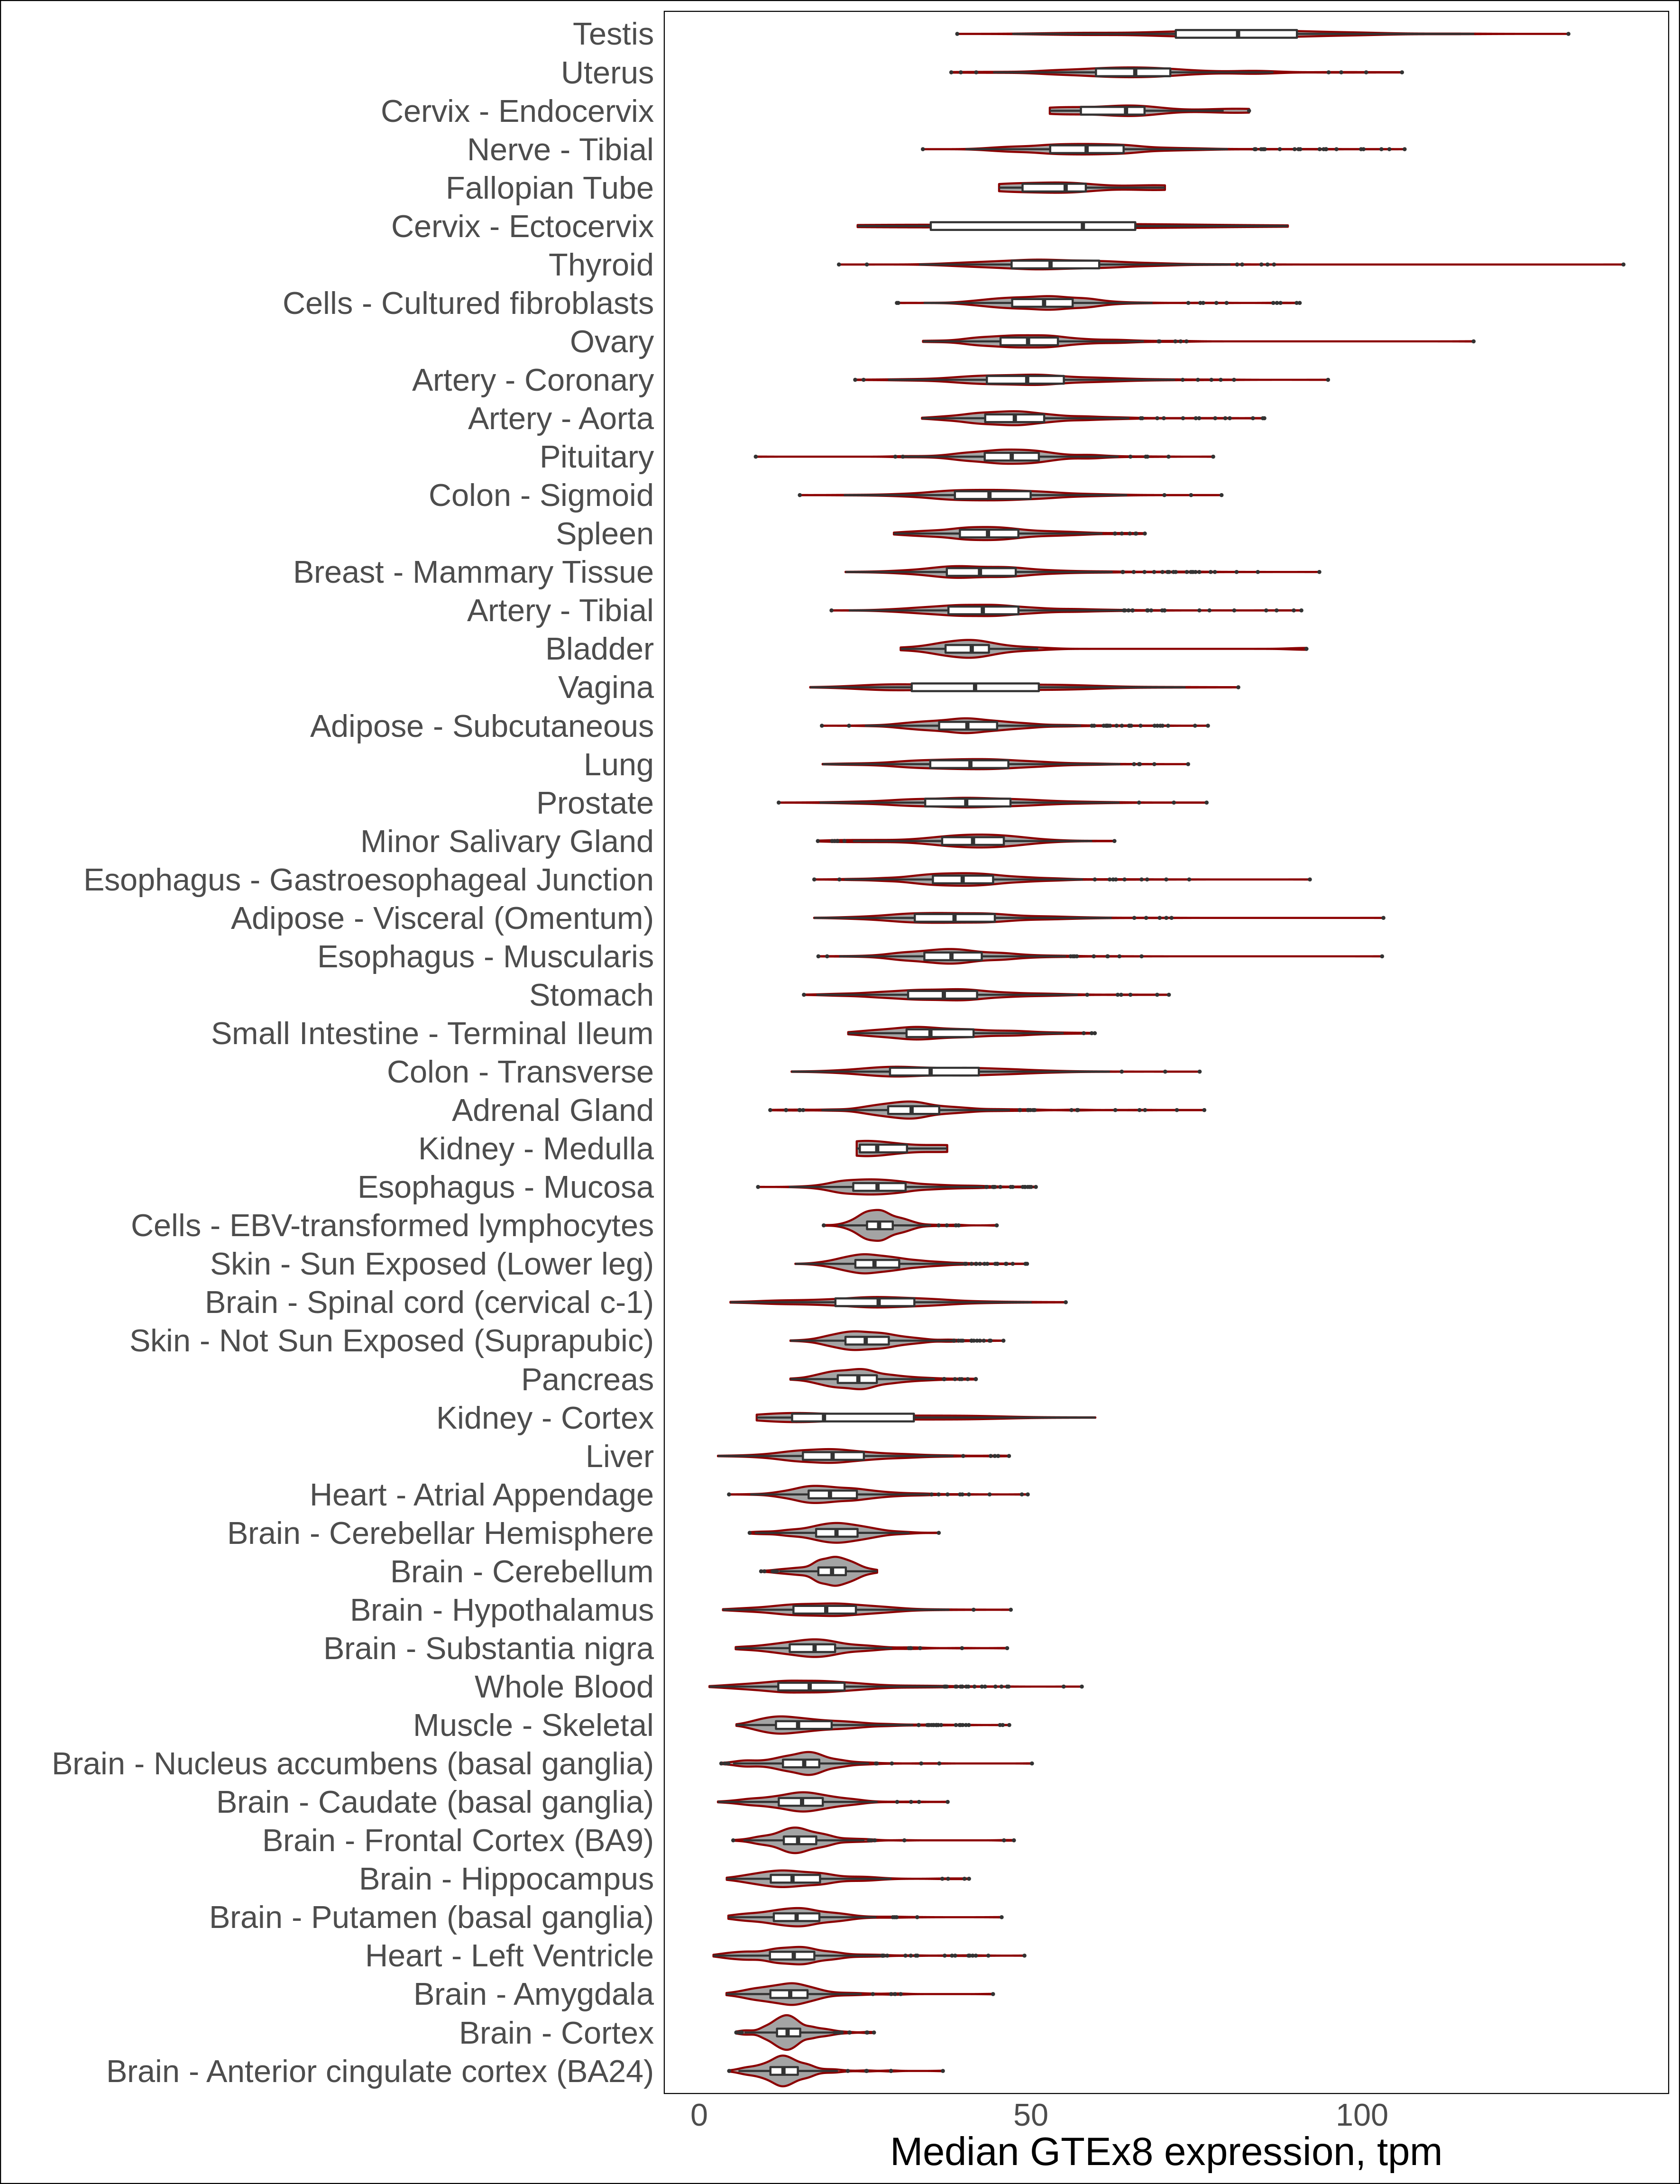 Testis
Uterus
Cervix - Endocervix
Nerve - Tibial
Fallopian Tube
Cervix - Ectocervix
Thyroid
Cells - Cultured fibroblasts
Ovary
Artery - Coronary
Artery - Aorta
Pituitary
Colon - Sigmoid
Spleen
Breast - Mammary Tissue
Artery - Tibial
Bladder
Vagina
Adipose - Subcutaneous
Lung
Prostate
Minor Salivary Gland
Esophagus - Gastroesophageal Junction
Adipose - Visceral (Omentum)
Esophagus - Muscularis
Stomach
Small Intestine - Terminal Ileum
Colon - Transverse
Adrenal Gland
Kidney - Medulla
Esophagus - Mucosa
Cells - EBV-transformed lymphocytes
Skin - Sun Exposed (Lower leg)
Brain - Spinal cord (cervical c-1)
Skin - Not Sun Exposed (Suprapubic)
Pancreas
Kidney - Cortex
Liver
Heart - Atrial Appendage
Brain - Cerebellar Hemisphere
Brain - Cerebellum
Brain - Hypothalamus
Brain - Substantia nigra
Whole Blood
Muscle - Skeletal
Brain - Nucleus accumbens (basal ganglia)
Brain - Caudate (basal ganglia)
Brain - Frontal Cortex (BA9)
Brain - Hippocampus
Brain - Putamen (basal ganglia)
Heart - Left Ventricle
Brain - Amygdala
Brain - Cortex
Brain - Anterior cingulate cortex (BA24)
0 50 100
Median GTEx8 expression, tpm